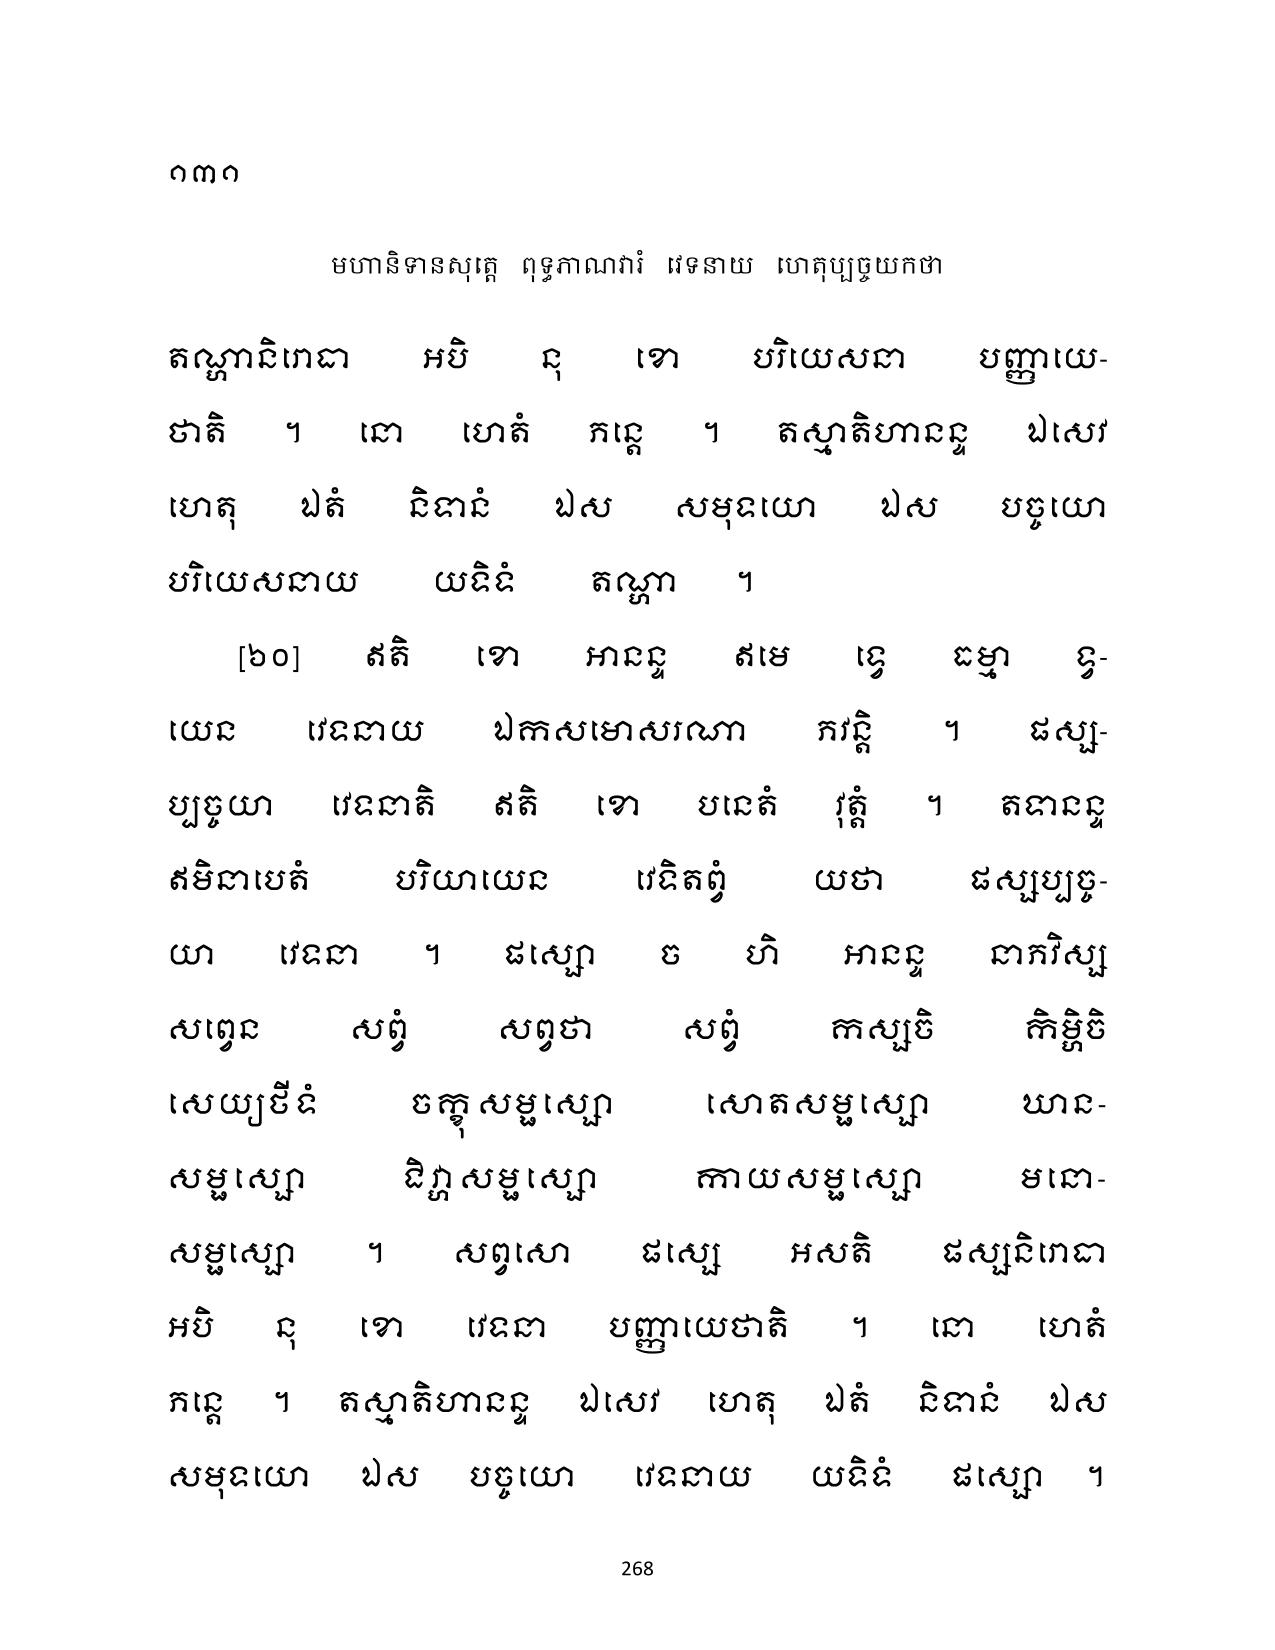 ១៣១
មហានិទានសុត្តេ ពុទ្ធភាណវារំ វេទនាយ ហេតុប្បច្ចយកថា
តណ្ហានិរោធា អបិ នុ ខោ បរិយេសនា បញ្ញាយេ-
ថាតិ ។ នោ ហេតំ ភន្តេ ។ តស្មាតិហានន្ទ ឯសេវ
ហេតុ ឯតំ និទានំ ឯស សមុទយោ ឯស បច្ចយោ
បរិយេសនាយ យទិទំ តណ្ហា ។
[៦០] ឥតិ ខោ អានន្ទ ឥមេ ទ្វេ ធម្មា ទ្វ-
យេន វេទនាយ ឯកសមោសរណា ភវន្តិ ។ ផស្ស-
ប្បច្ចយា វេទនាតិ ឥតិ ខោ បនេតំ វុត្តំ ។ តទានន្ទ
ឥមិនាបេតំ បរិយាយេន វេទិតព្វំ យថា ផស្សប្បច្ច-
យា វេទនា ។ ផស្សោ ច ហិ អានន្ទ នាភវិស្ស
សព្វេន សព្វំ សព្វថា សព្វំ កស្សចិ កិម្ហិចិ
សេយ្យថីទំ ចក្ខុសម្ផស្សោ សោតសម្ផស្សោ ឃាន-
សម្ផស្សោ ជិវ្ហាសម្ផស្សោ កាយសម្ផស្សោ មនោ-
សម្ផស្សោ ។ សព្វសោ ផស្សេ អសតិ ផស្សនិរោធា
អបិ នុ ខោ វេទនា បញ្ញាយេថាតិ ។ នោ ហេតំ
ភន្តេ ។ តស្មាតិហានន្ទ ឯសេវ ហេតុ ឯតំ និទានំ ឯស
សមុទយោ ឯស បច្ចយោ វេទនាយ យទិទំ ផស្សោ ។
268